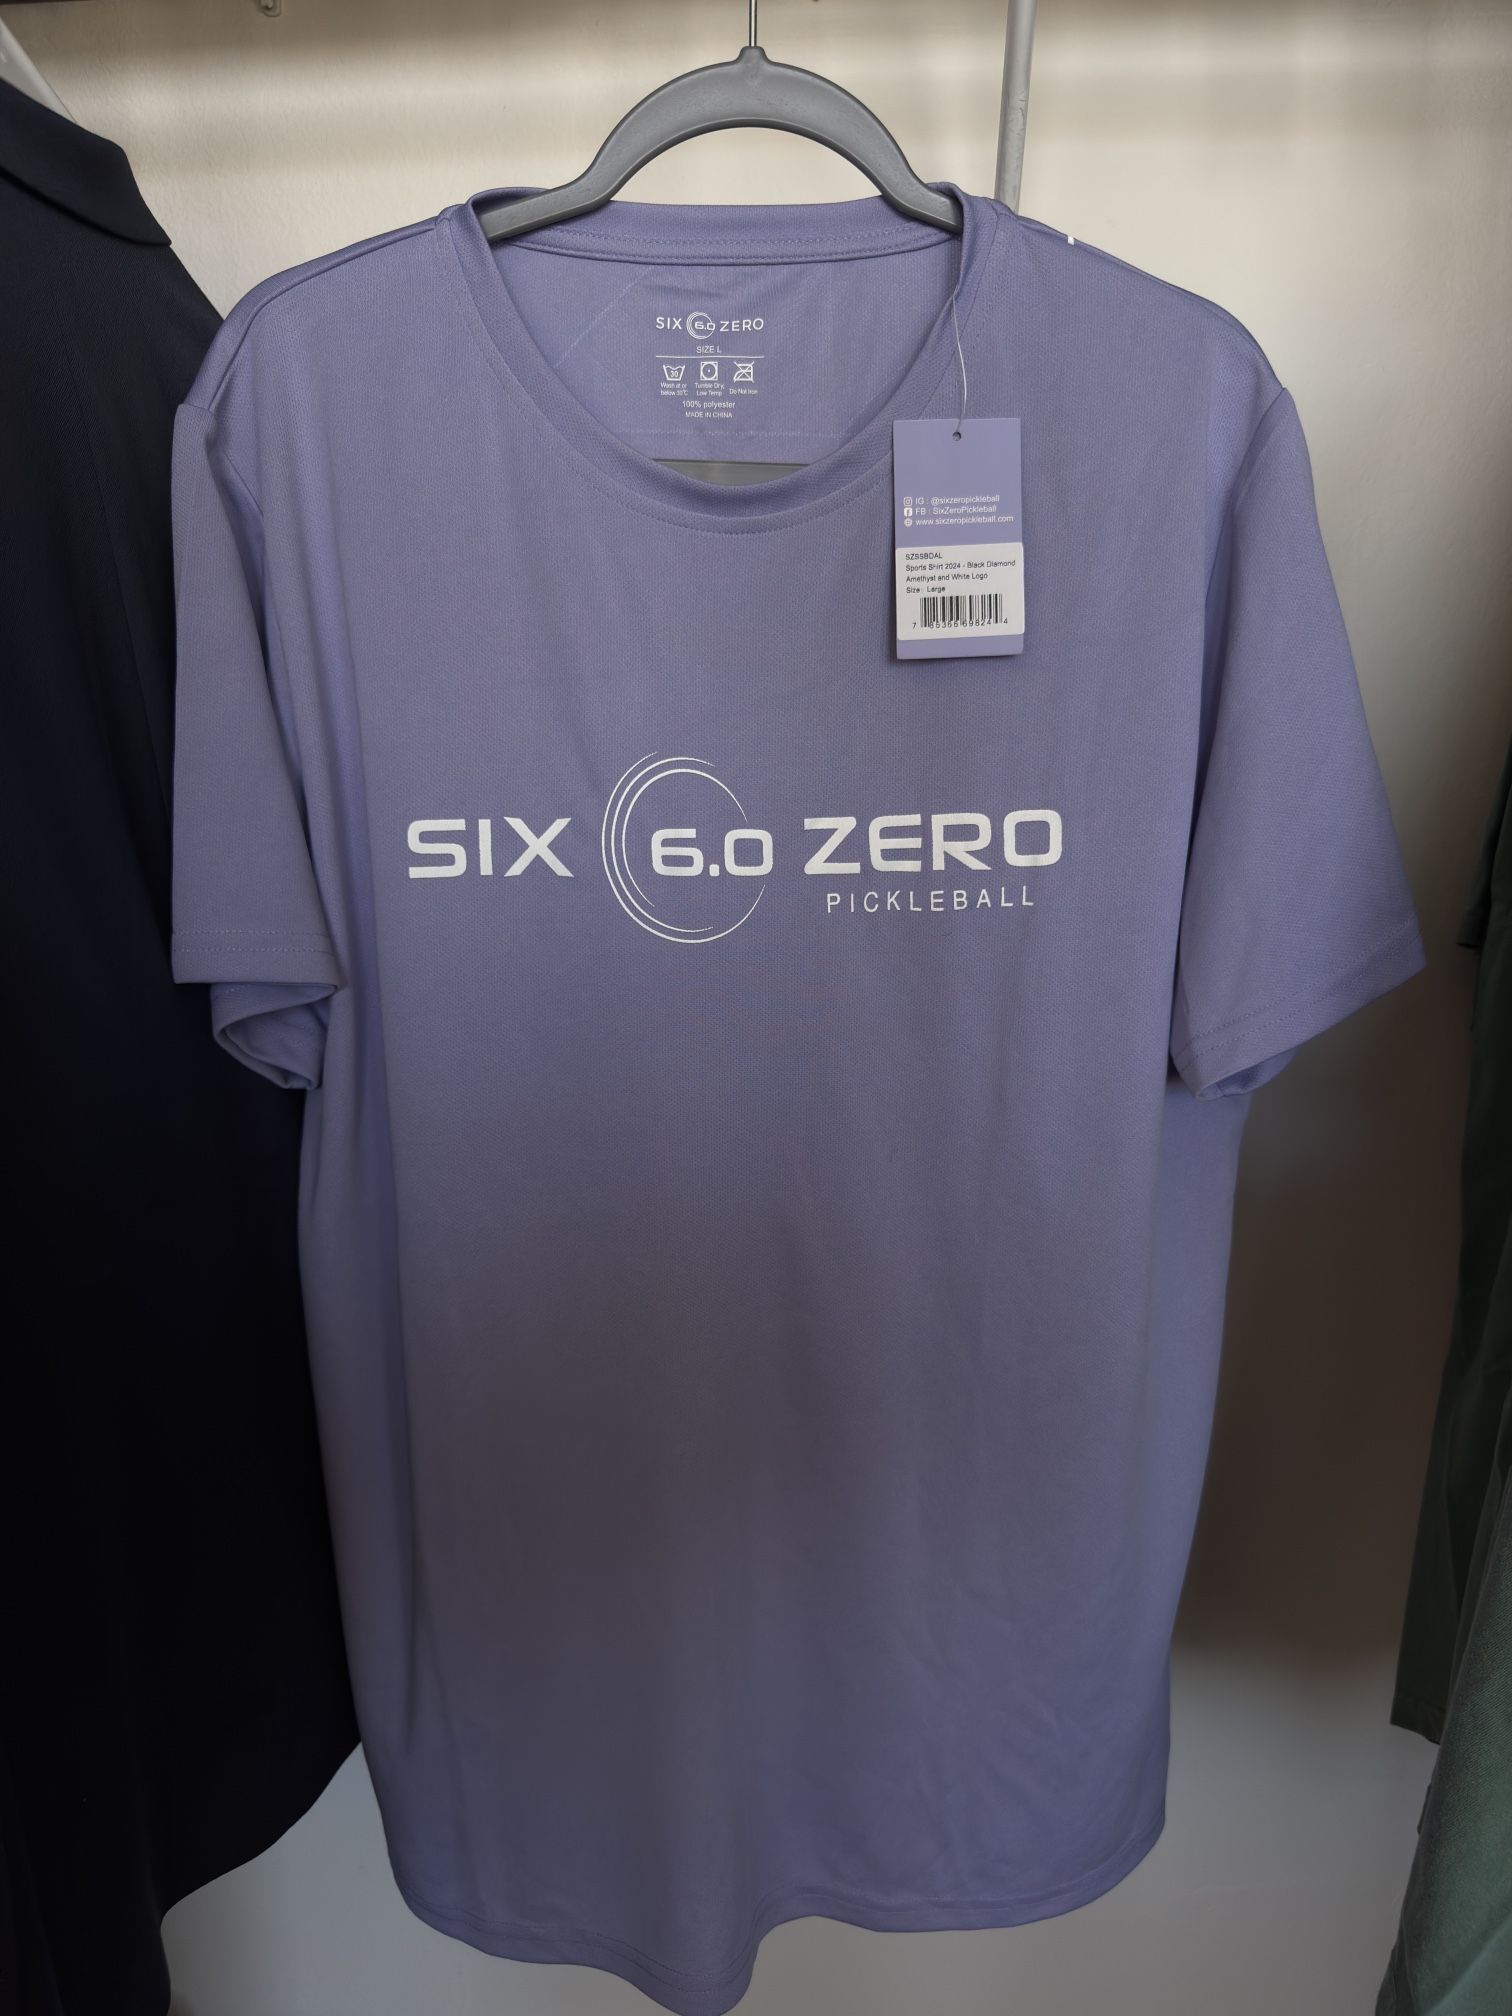 SIX 6.0 ZERO
SIZE L
30
Wash at or below 30°C
Tumble Dry, Low Temp
Do Not Iron
100% polyester
MADE IN CHINA
IG : @sixzeropickleball
FB : SixZeroPickleball
www.sixzeropickleball.com
SZSSBDAL
Sports Shirt 2024 - Black Diamond
Amethyst and White Logo
Size : Large
SIX 6.0 ZERO
PICKLEBALL